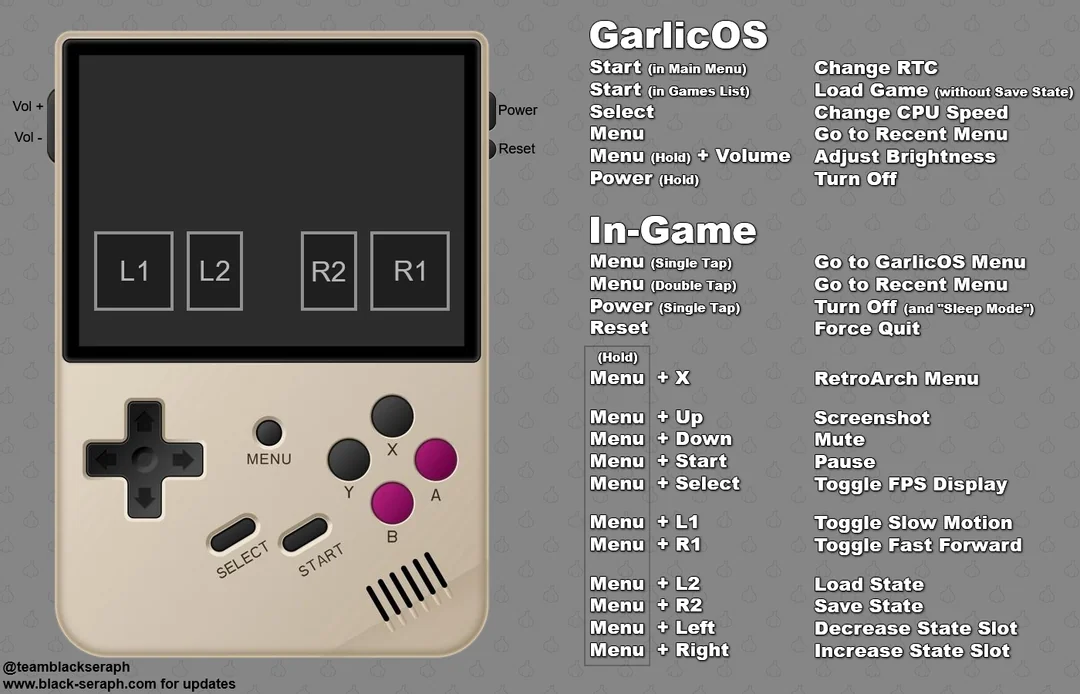 Vol +
Vol -
Power
Reset
L1
L2
R2
R1
MENU
X
Y
A
B
SELECT
START
@teamblackseraph
www.black-seraph.com for updates
GarlicOS
Start (in Main Menu) Change RTC
Start (in Games List) Load Game (without Save State)
Select Change CPU Speed
Menu Go to Recent Menu
Menu (Hold) + Volume Adjust Brightness
Power (Hold) Turn Off
In-Game
Menu (Single Tap) Go to GarlicOS Menu
Menu (Double Tap) Go to Recent Menu
Power (Single Tap) Turn Off (and "Sleep Mode")
Reset Force Quit
(Hold)
Menu + X RetroArch Menu
Menu + Up Screenshot
Menu + Down Mute
Menu + Start Pause
Menu + Select Toggle FPS Display
Menu + L1 Toggle Slow Motion
Menu + R1 Toggle Fast Forward
Menu + L2 Load State
Menu + R2 Save State
Menu + Left Decrease State Slot
Menu + Right Increase State Slot